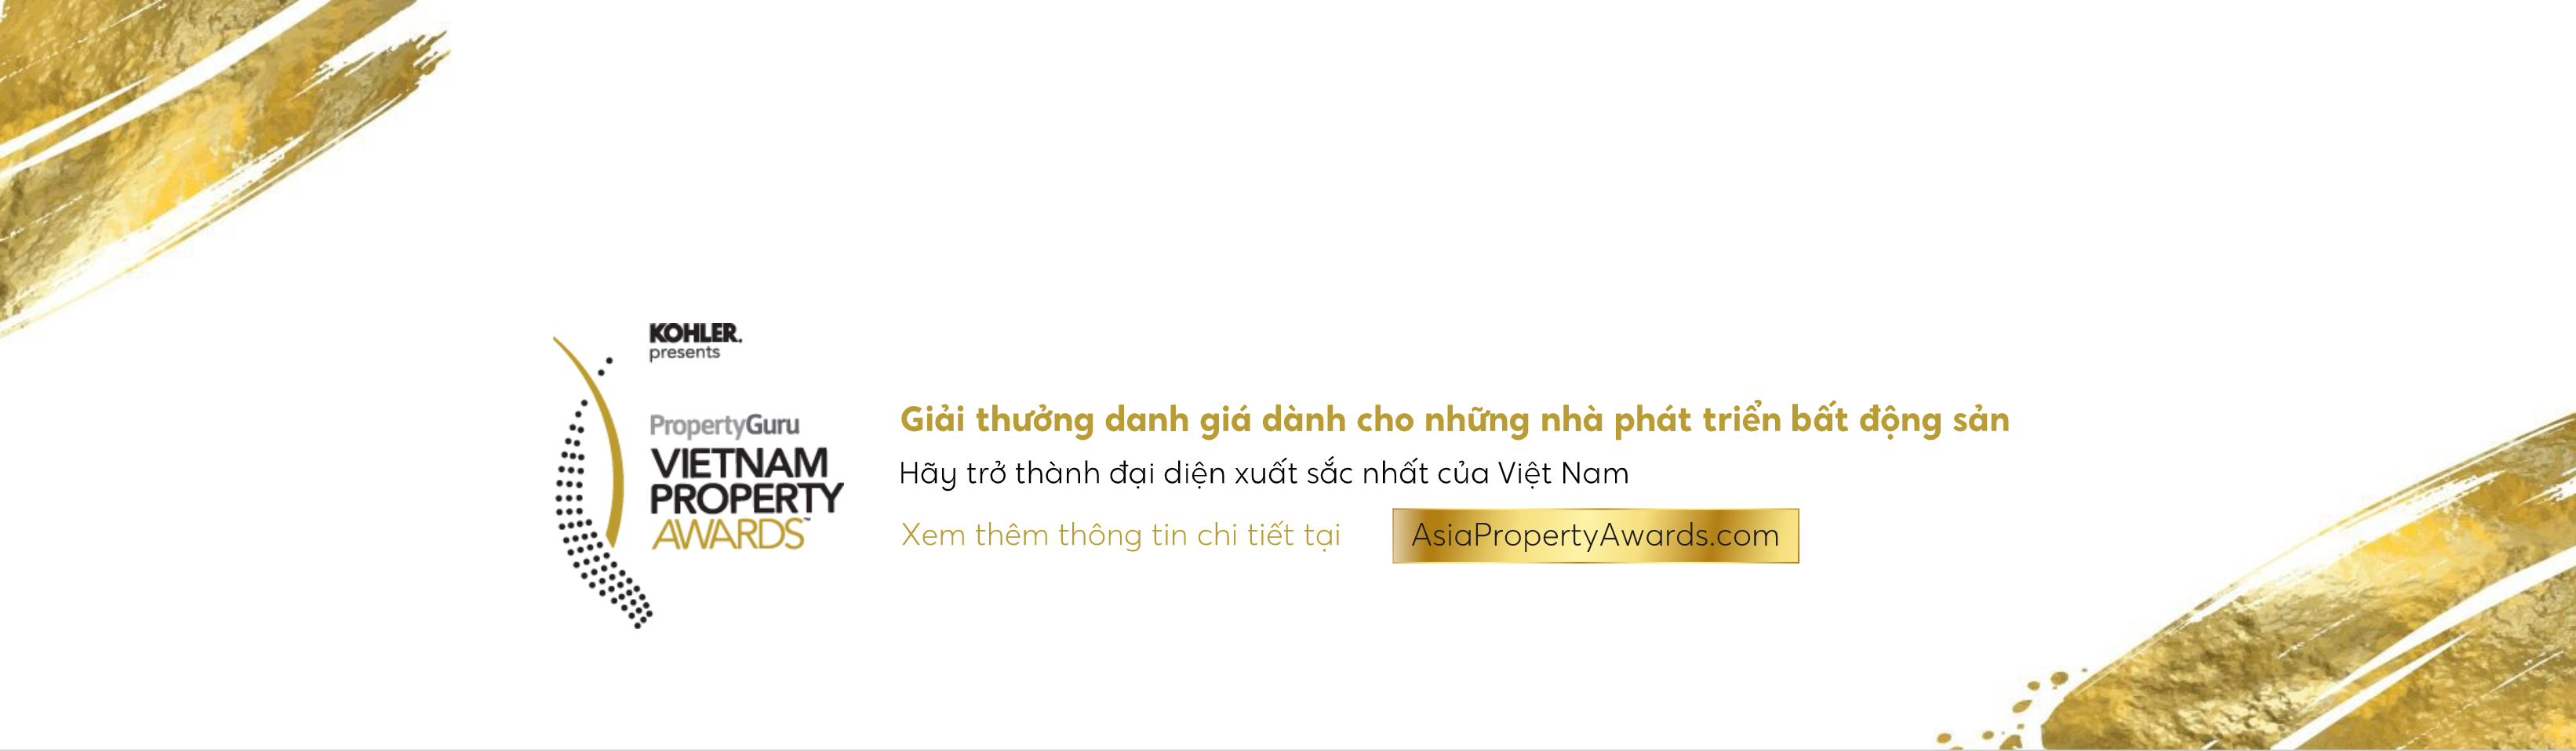 KOHLER.
presents
PropertyGuru
VIETNAM
PROPERTY
AWARDS™
Giải thưởng danh giá dành cho những nhà phát triển bất động sản
Hãy trở thành đại diện xuất sắc nhất của Việt Nam
Xem thêm thông tin chi tiết tại AsiaPropertyAwards.com